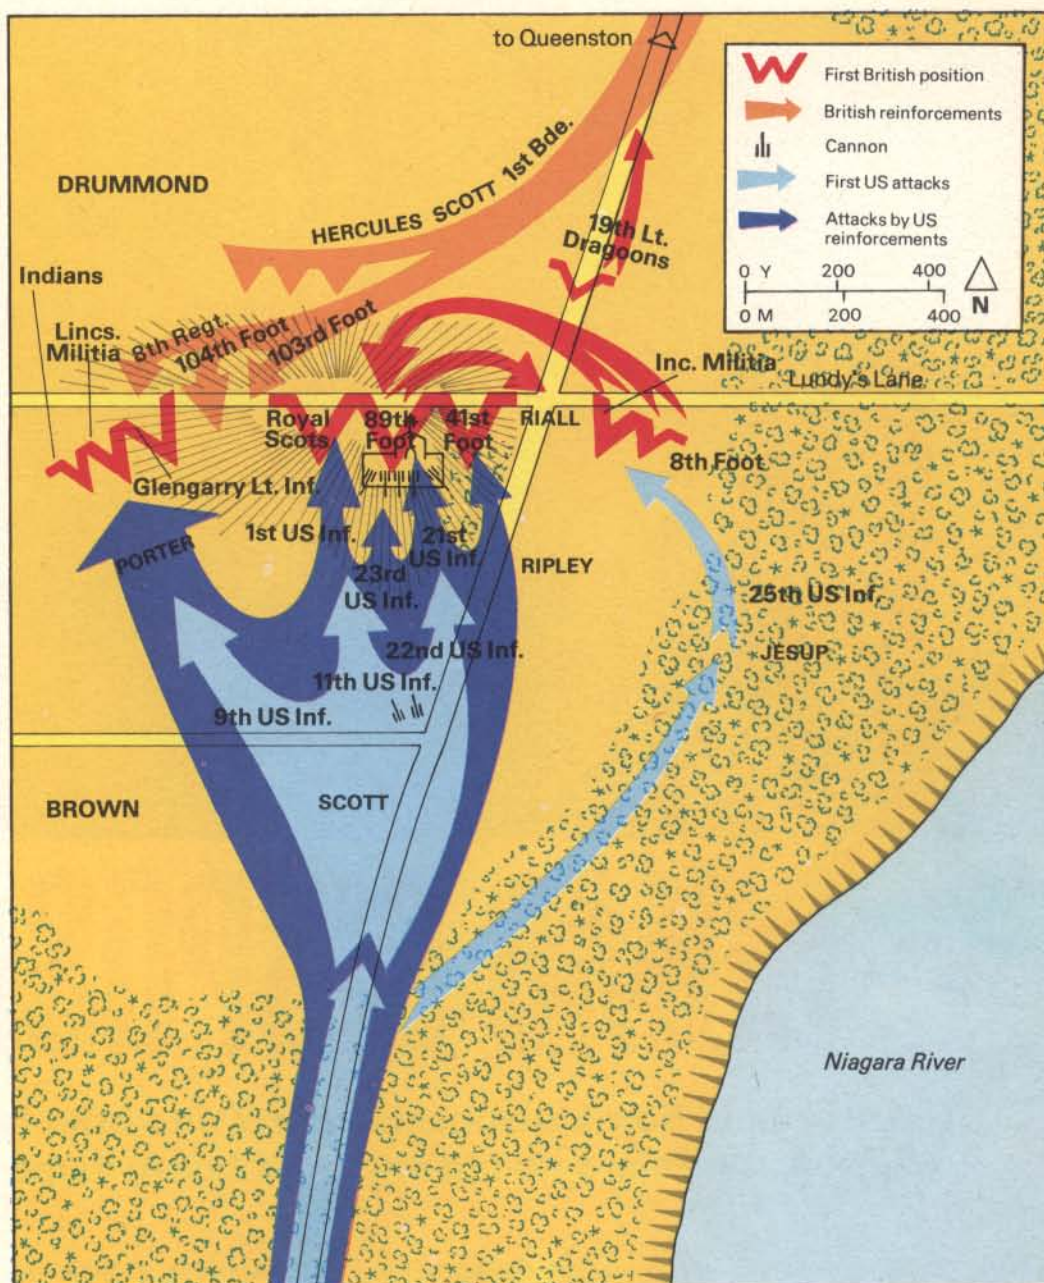 to Queenston
First British position
British reinforcements
Cannon
First US attacks
Attacks by US
reinforcements
0 Y 200 400
0 M 200 400
N
DRUMMOND
HERCULES SCOTT 1st Bde.
19th Lt.
Dragoons
Indians
Lincs.
Militia
8th Regt.
104th Foot
103rd Foot
Inc. Militia
Lundy's Lane
Royal
Scots
89th
Foot
41st
Foot
RIALL
8th Foot
Glengarry Lt. Inf.
1st US Inf.
21st
US Inf.
PORTER
23rd
US Inf.
RIPLEY
25th US Inf.
22nd US Inf.
JESUP
11th US Inf.
9th US Inf.
BROWN
SCOTT
Niagara River